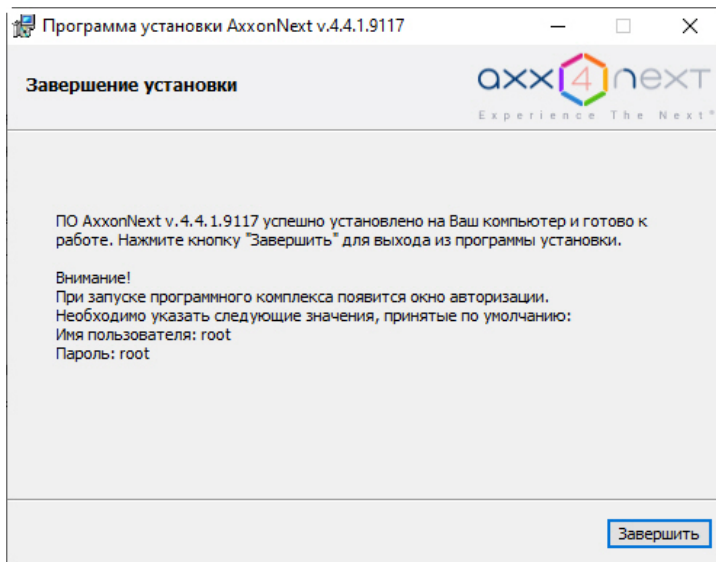 Программа установки AxxonNext v.4.4.1.9117
Завершение установки
axx4next
Experience The Next®
ПО AxxonNext v.4.4.1.9117 успешно установлено на Ваш компьютер и готово к
работе. Нажмите кнопку "Завершить" для выхода из программы установки.
Внимание!
При запуске программного комплекса появится окно авторизации.
Необходимо указать следующие значения, принятые по умолчанию:
Имя пользователя: root
Пароль: root
Завершить